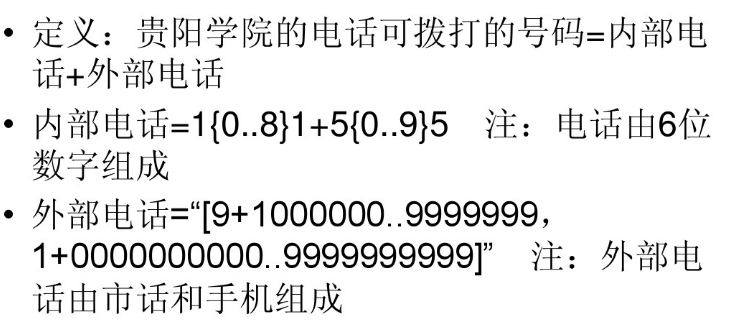 • 定义：贵阳学院的电话可拨打的号码=内部电
话+外部电话
• 内部电话=1{0..8}1+5{0..9}5 注：电话由6位
数字组成
• 外部电话=“[9+1000000..9999999，
1+0000000000..9999999999]” 注：外部电
话由市话和手机组成